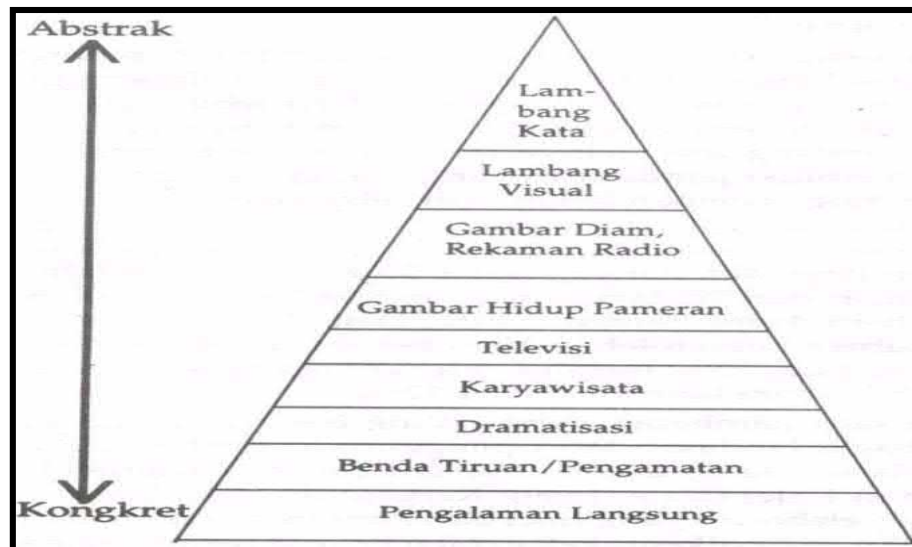 Abstrak
Lam-
bang
Kata
Lambang
Visual
Gambar Diam,
Rekaman Radio
Gambar Hidup Pameran
Televisi
Karyawisata
Dramatisasi
Benda Tiruan/Pengamatan
Kongkret
Pengalaman Langsung